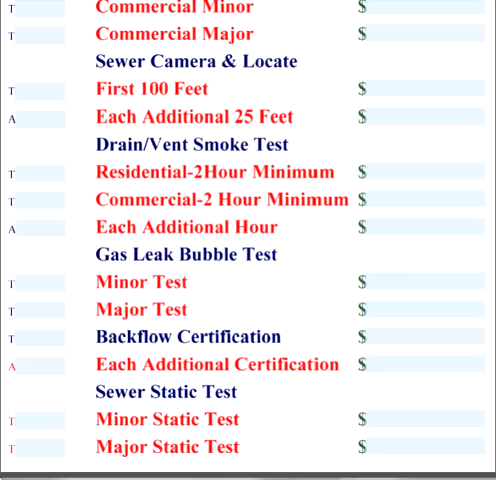 T Commercial Minor $
T Commercial Major $
Sewer Camera & Locate
T First 100 Feet $
A Each Additional 25 Feet $
Drain/Vent Smoke Test
T Residential-2Hour Minimum $
T Commercial-2 Hour Minimum $
A Each Additional Hour $
Gas Leak Bubble Test
T Minor Test $
T Major Test $
T Backflow Certification $
A Each Additional Certification $
Sewer Static Test
T Minor Static Test $
T Major Static Test $